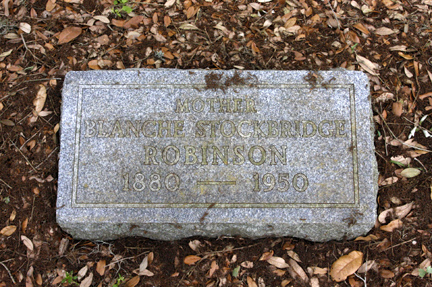 MOTHER
BLANCHE STOCKBRIDGE
ROBINSON
1880 — 1950